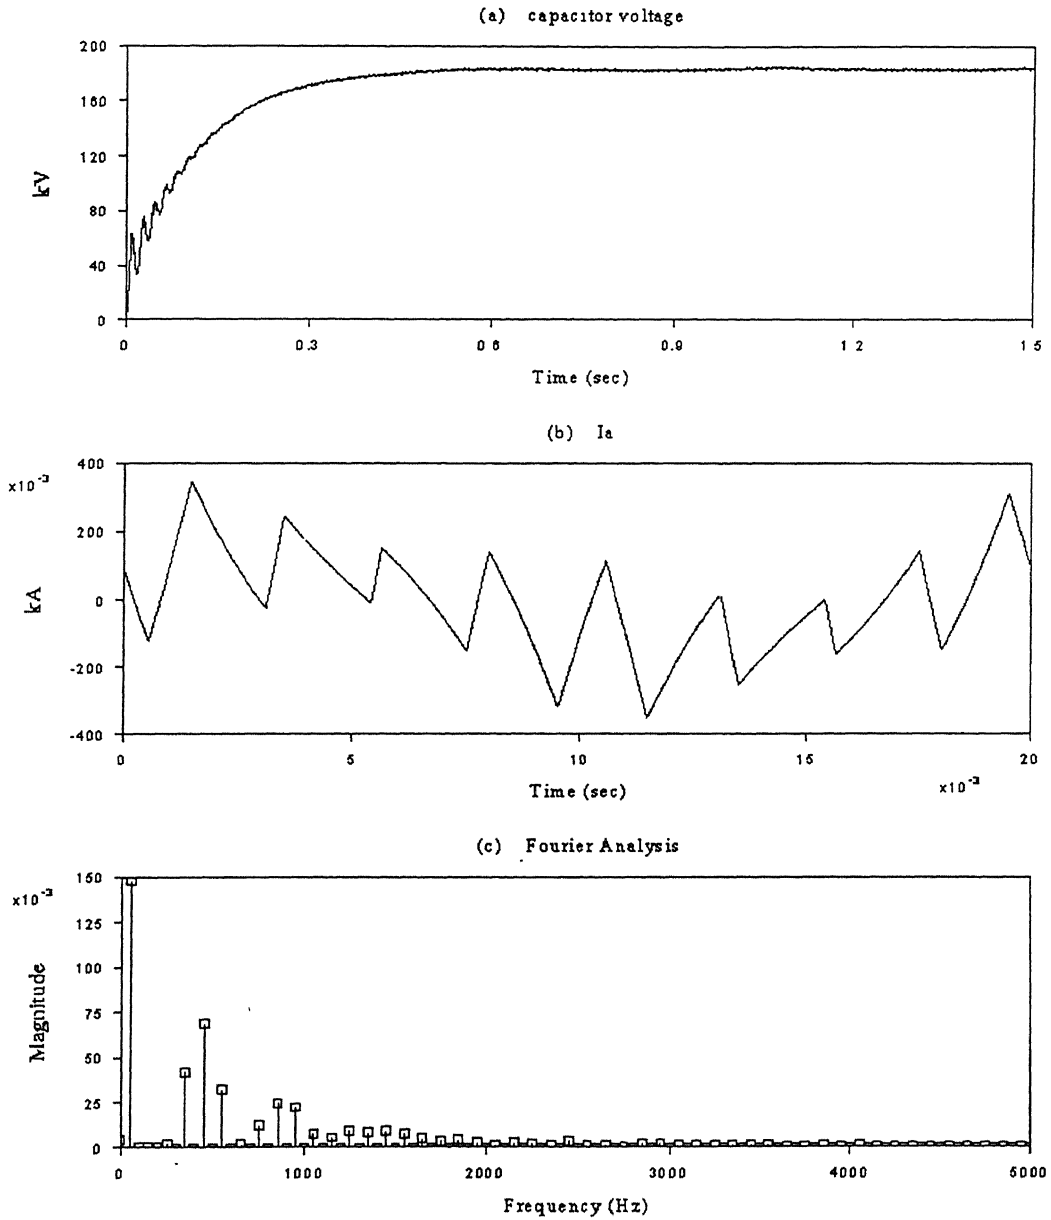 (a) capacitor voltage
200
160
120
80
40
0
kV
0 0.3 0.6 0.9 1.2 1.5
Time (sec)
(b) Ia
400
x10⁻³
200
0
-200
-400
kA
0 5 10 15 20
Time (sec) x10⁻³
(c) Fourier Analysis
150
x10⁻³
125
100
75
50
25
0
Magnitude
0 1000 2000 3000 4000 5000
Frequency (Hz)